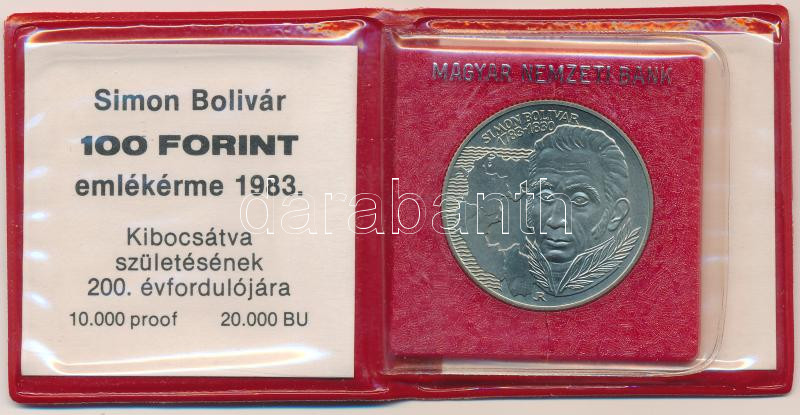 Simon Bolivár
100 FORINT
emlékérme 1983.
Kibocsátva
születésének
200. évfordulójára
10.000 proof 20.000 BU
MAGYAR NEMZETI BANK
SIMON BOLIVAR
1783-1830
darabanth